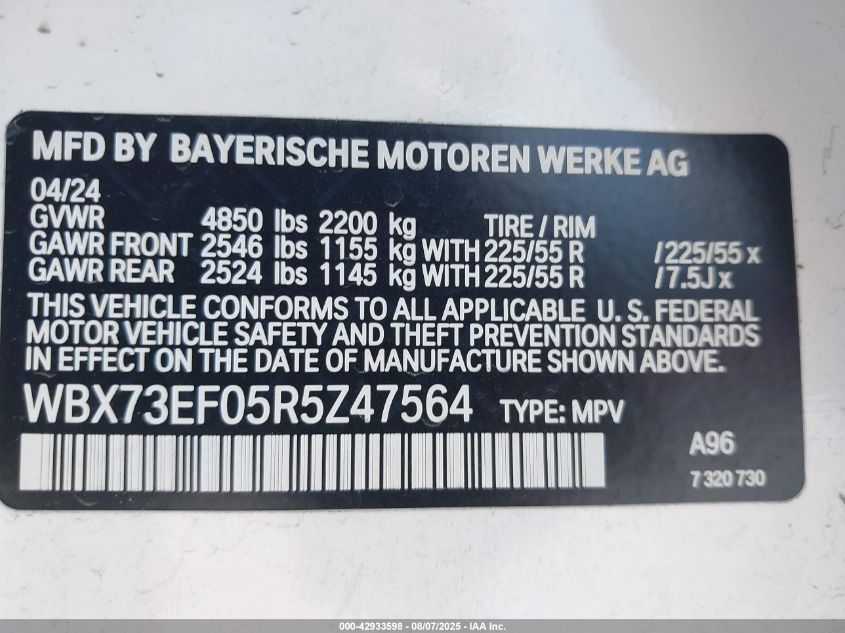 MFD BY BAYERISCHE MOTOREN WERKE AG
04/24
GVWR 4850 lbs 2200 kg TIRE / RIM
GAWR FRONT 2546 lbs 1155 kg WITH 225/55 R /225/55 x
GAWR REAR 2524 lbs 1145 kg WITH 225/55 R /7.5J x
THIS VEHICLE CONFORMS TO ALL APPLICABLE U. S. FEDERAL
MOTOR VEHICLE SAFETY AND THEFT PREVENTION STANDARDS
IN EFFECT ON THE DATE OF MANUFACTURE SHOWN ABOVE.
WBX73EF05R5Z47564 TYPE: MPV
A96
7 320 730
000-42933598 - 08/07/2025 - IAA Inc.